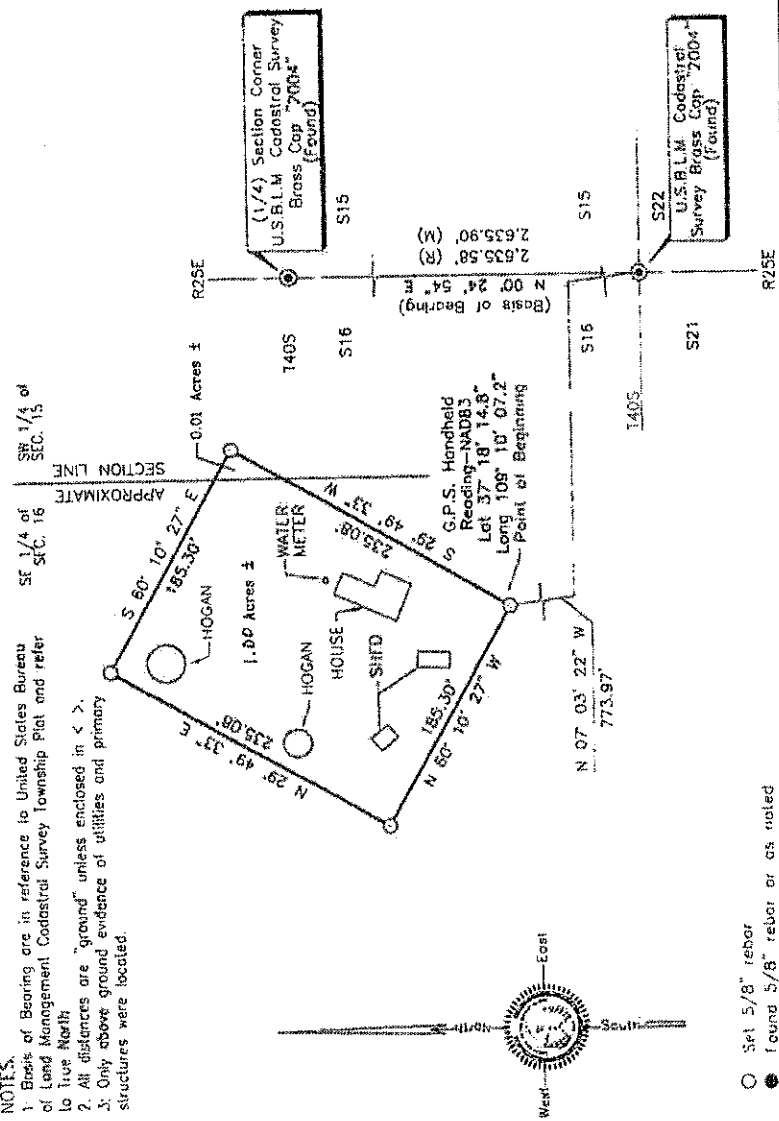 NOTES
1- Basis of Bearing are in reference to United States Bureau
of Land Management Cadastral Survey Township Plat and refer
to True North
2. All distances are "ground" unless enclosed in < >.
3: Only above ground evidence of utilities and primary
structures were located.
SE 1/4 of
SEC. 16
SW 1/4 of
SEC. 15
APPROXIMATE
SECTION LINE
0.01 Acres ±
S 60° 10' 27" E
185.30'
HOGAN
1.00 Acres ±
WATER
METER
HOUSE
HOGAN
SHED
N 29° 49' 33" E
235.08'
S 29° 49' 33" W
235.08'
N 60° 10' 27" W
185.30'
G.P.S. Handheld
Reading-NAD83
Lat 37° 18' 14.8"
Long 109° 10' 07.2"
Point of Beginning
N 07° 03' 22" W
773.97'
R25E
(1/4) Section Corner
U.S.B.L.M Cadastral Survey
Brass Cap "2004"
(Found)
T40S
S16
S15
(Basis of Bearing)
N 00° 24' 54" E
2,635.58' (R)
2,635.90' (M)
S16
S15
T40S
S21
S22
U.S.B.L.M. Cadastral
Survey Brass Cap "2004"
(Found)
R25E
North
West
East
South
Set 5/8" rebar
Found 5/8" rebar or as noted